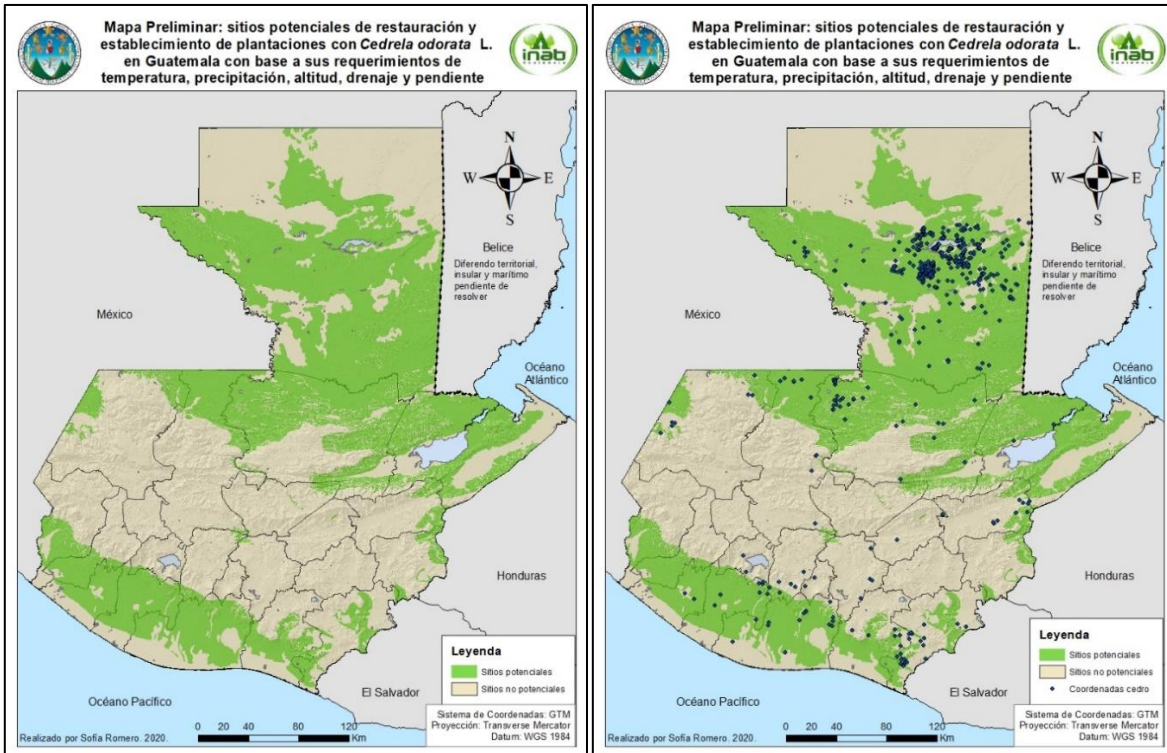 Mapa Preliminar: sitios potenciales de restauración y
establecimiento de plantaciones con Cedrela odorata L.
en Guatemala con base a sus requerimientos de
temperatura, precipitación, altitud, drenaje y pendiente
inab
N
W E
S
Belice
Diferendo territorial,
insular y marítimo
pendiente de
resolver
México
Océano
Atlántico
Honduras
Leyenda
Sitios potenciales
Sitios no potenciales
El Salvador
Océano Pacífico
Sistema de Coordenadas: GTM
Proyección: Transverse Mercator
Datum: WGS 1984
0 20 40 80 120
Km
Realizado por Sofía Romero. 2020.
Mapa Preliminar: sitios potenciales de restauración y
establecimiento de plantaciones con Cedrela odorata L.
en Guatemala con base a sus requerimientos de
temperatura, precipitación, altitud, drenaje y pendiente
inab
N
W E
S
Belice
Diferendo territorial,
insular y marítimo
pendiente de
resolver
México
Océano
Atlántico
Honduras
Leyenda
Sitios potenciales
Sitios no potenciales
Coordenadas cedro
El Salvador
Océano Pacífico
Sistema de Coordenadas: GTM
Proyección: Transverse Mercator
Datum: WGS 1984
0 20 40 80 120
Km
Realizado por Sofía Romero. 2020.